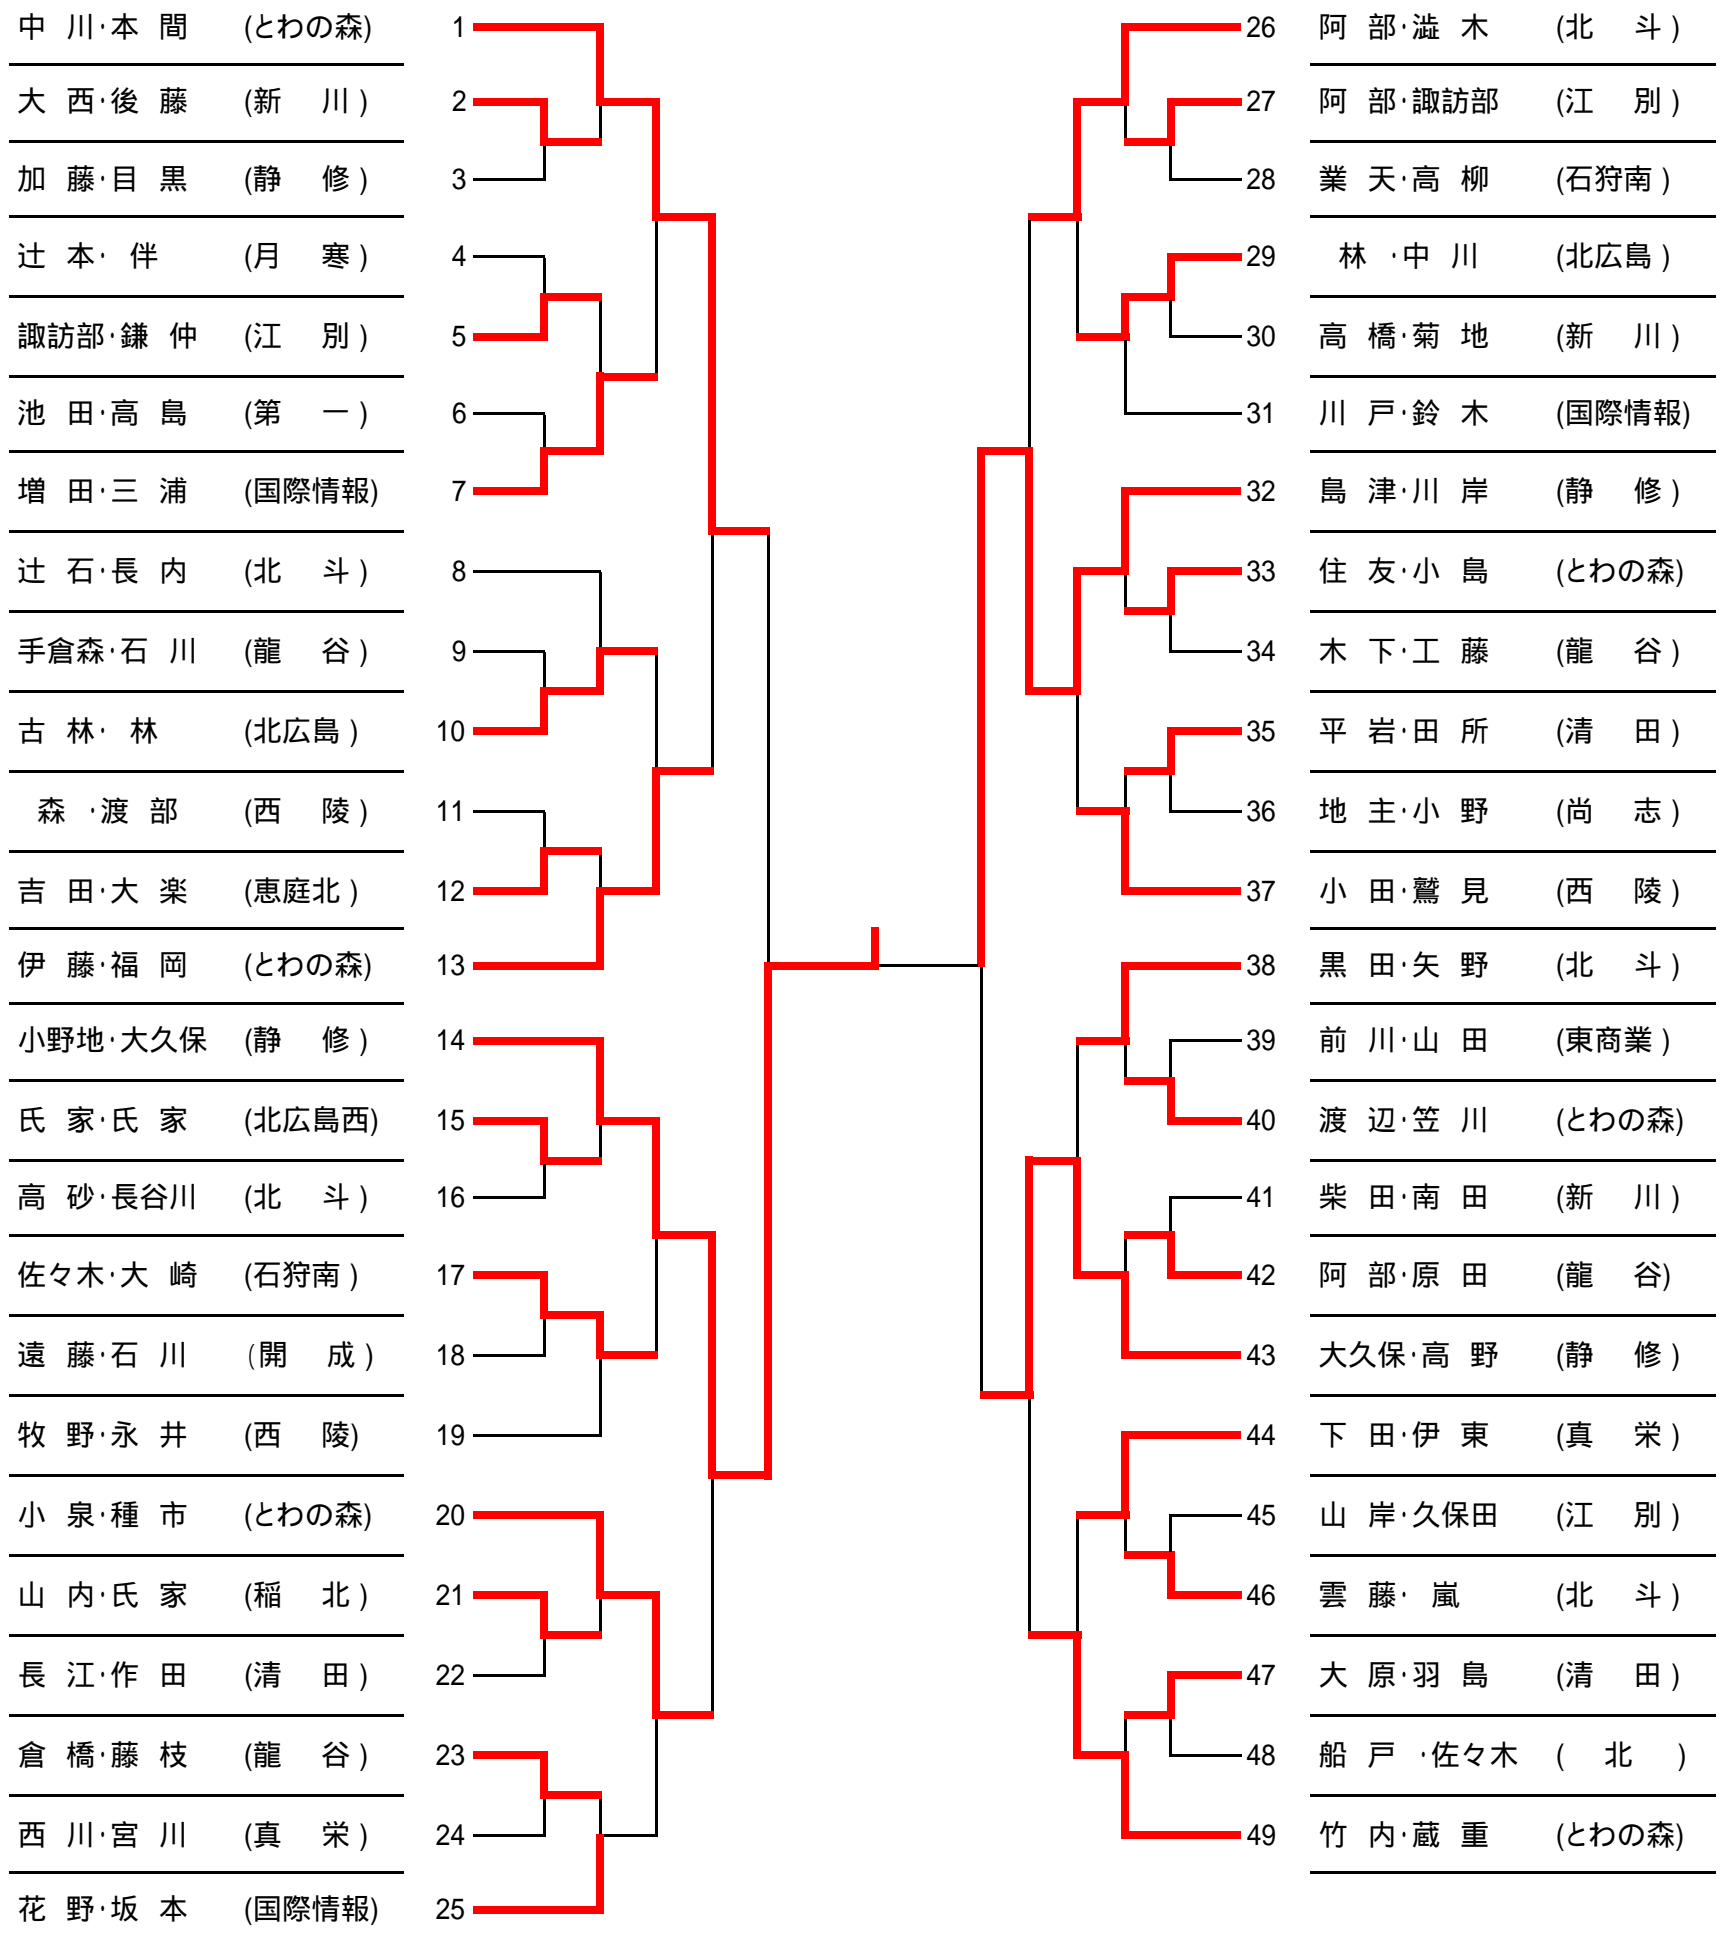 中 川・本 間 (とわの森) 1
大 西・後 藤 (新 川) 2
加 藤・目 黒 (静 修) 3
辻 本・ 伴 (月 寒) 4
諏訪部・鎌 仲 (江 別) 5
池 田・高 島 (第 一) 6
増 田・三 浦 (国際情報) 7
辻 石・長 内 (北 斗) 8
手倉森・石 川 (龍 谷) 9
古 林・ 林 (北広島) 10
森 ・渡 部 (西 陵) 11
吉 田・大 楽 (恵庭北) 12
伊 藤・福 岡 (とわの森) 13
小野地・大久保 (静 修) 14
氏 家・氏 家 (北広島西) 15
高 砂・長谷川 (北 斗) 16
佐々木・大 崎 (石狩南) 17
遠 藤・石 川 (開 成) 18
牧 野・永 井 (西 陵) 19
小 泉・種 市 (とわの森) 20
山 内・氏 家 (稲 北) 21
長 江・作 田 (清 田) 22
倉 橋・藤 枝 (龍 谷) 23
西 川・宮 川 (真 栄) 24
花 野・坂 本 (国際情報) 25
26 阿 部・澁 木 (北 斗)
27 阿 部・諏訪部 (江 別)
28 業 天・高 柳 (石狩南)
29 林 ・中 川 (北広島)
30 高 橋・菊 地 (新 川)
31 川 戸・鈴 木 (国際情報)
32 島 津・川 岸 (静 修)
33 住 友・小 島 (とわの森)
34 木 下・工 藤 (龍 谷)
35 平 岩・田 所 (清 田)
36 地 主・小 野 (尚 志)
37 小 田・鷲 見 (西 陵)
38 黒 田・矢 野 (北 斗)
39 前 川・山 田 (東商業)
40 渡 辺・笠 川 (とわの森)
41 柴 田・南 田 (新 川)
42 阿 部・原 田 (龍 谷)
43 大久保・高 野 (静 修)
44 下 田・伊 東 (真 栄)
45 山 岸・久保田 (江 別)
46 雲 藤・ 嵐 (北 斗)
47 大 原・羽 島 (清 田)
48 船 戸 ・佐々木 ( 北 )
49 竹 内・蔵 重 (とわの森)